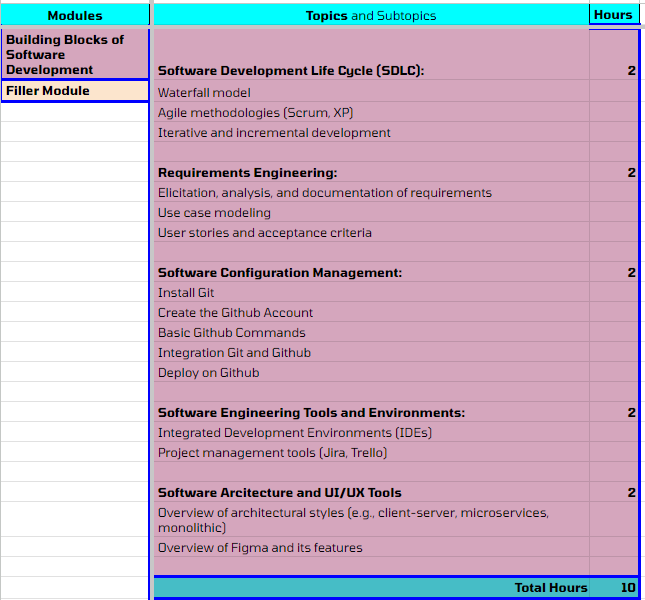 Modules Topics and Subtopics Hours
Building Blocks of
Software
Development
Software Development Life Cycle (SDLC): 2
Filler Module
Waterfall model
Agile methodologies (Scrum, XP)
Iterative and incremental development
Requirements Engineering: 2
Elicitation, analysis, and documentation of requirements
Use case modeling
User stories and acceptance criteria
Software Configuration Management: 2
Install Git
Create the Github Account
Basic Github Commands
Integration Git and Github
Deploy on Github
Software Engineering Tools and Environments: 2
Integrated Development Environments (IDEs)
Project management tools (Jira, Trello)
Software Arcitecture and UI/UX Tools 2
Overview of architectural styles (e.g., client-server, microservices,
monolithic)
Overview of Figma and its features
Total Hours 10